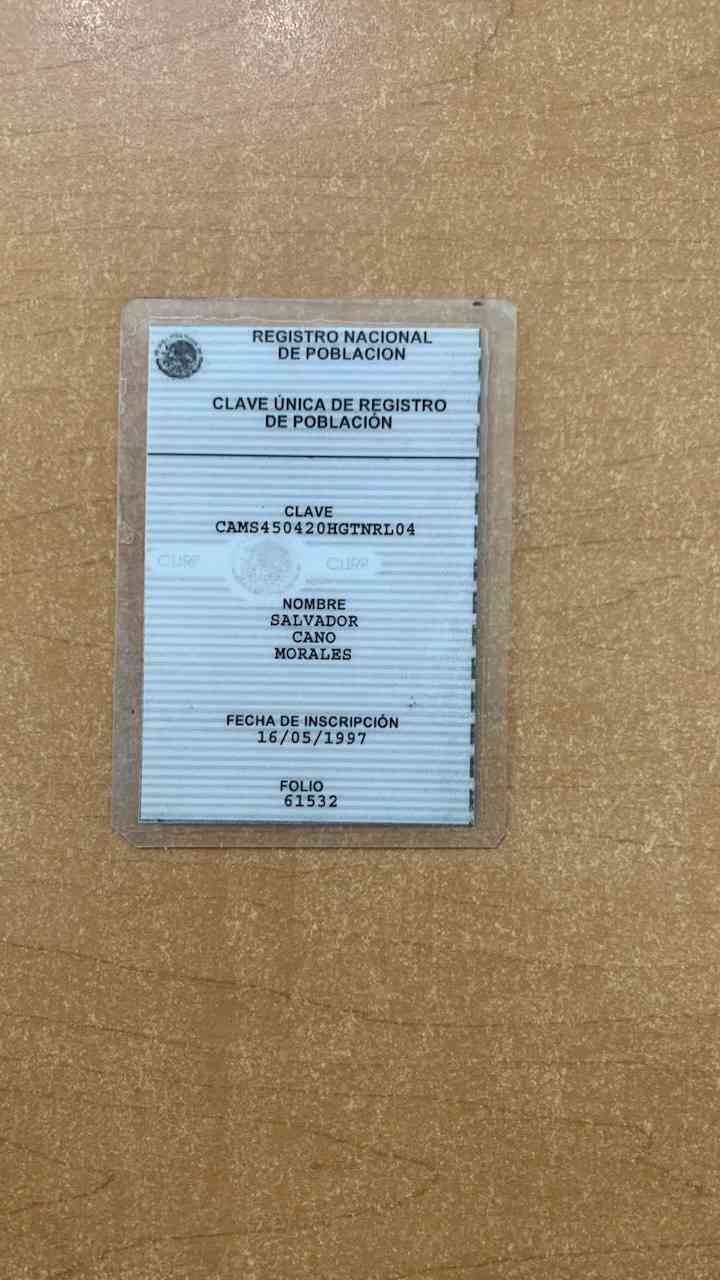 REGISTRO NACIONAL
DE POBLACION
CLAVE ÚNICA DE REGISTRO
DE POBLACIÓN
CLAVE
CAMS450420HGTNRL04
CURP CURP
NOMBRE
SALVADOR
CANO
MORALES
FECHA DE INSCRIPCIÓN
16/05/1997
FOLIO
61532